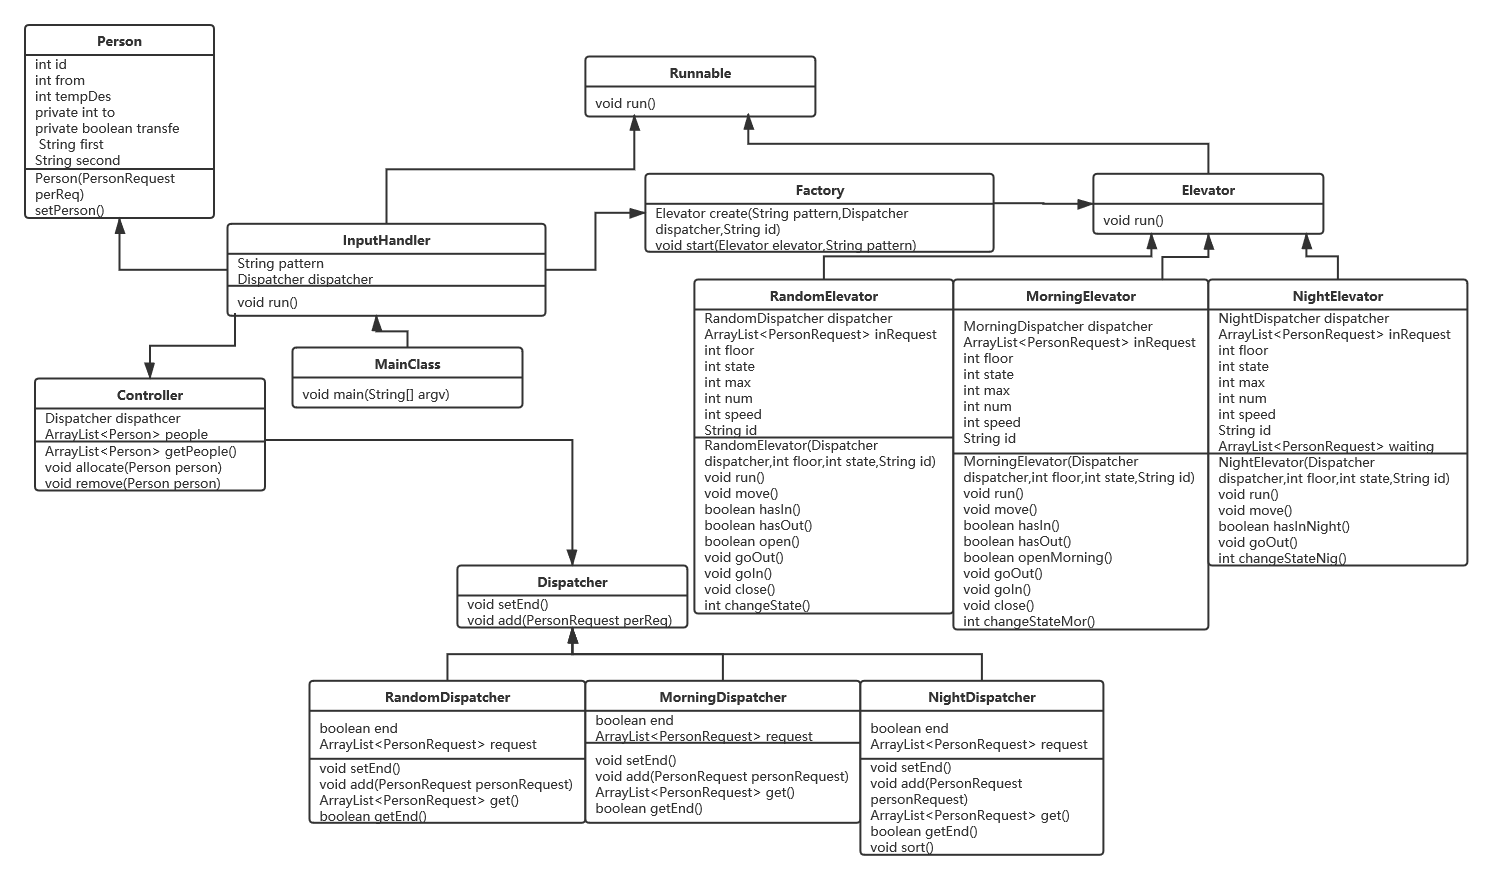 Person
int id
int from
int tempDes
private int to
private boolean transfe
String first
String second
Person(PersonRequest
perReq)
setPerson()
Runnable
void run()
Factory
Elevator create(String pattern,Dispatcher
dispatcher,String id)
void start(Elevator elevator,String pattern)
Elevator
void run()
InputHandler
String pattern
Dispatcher dispatcher
void run()
MainClass
void main(String[] argv)
Controller
Dispatcher dispathcer
ArrayList<Person> people
ArrayList<Person> getPeople()
void allocate(Person person)
void remove(Person person)
RandomElevator
RandomDispatcher dispatcher
ArrayList<PersonRequest> inRequest
int floor
int state
int max
int num
int speed
String id
RandomElevator(Dispatcher
dispatcher,int floor,int state,String id)
void run()
void move()
boolean hasIn()
boolean hasOut()
boolean open()
void goOut()
void goIn()
void close()
int changeState()
MorningElevator
MorningDispatcher dispatcher
ArrayList<PersonRequest> inRequest
int floor
int state
int max
int num
int speed
String id
MorningElevator(Dispatcher
dispatcher,int floor,int state,String id)
void run()
void move()
boolean hasIn()
boolean hasOut()
boolean openMorning()
void goOut()
void goIn()
void close()
int changeStateMor()
NightElevator
NightDispatcher dispatcher
ArrayList<PersonRequest> inRequest
int floor
int state
int max
int num
int speed
String id
ArrayList<PersonRequest> waiting
NightElevator(Dispatcher
dispatcher,int floor,int state,String id)
void run()
void move()
boolean hasInNight()
void goOut()
int changeStateNig()
Dispatcher
void setEnd()
void add(PersonRequest perReq)
RandomDispatcher
boolean end
ArrayList<PersonRequest> request
void setEnd()
void add(PersonRequest personRequest)
ArrayList<PersonRequest> get()
boolean getEnd()
MorningDispatcher
boolean end
ArrayList<PersonRequest> request
void setEnd()
void add(PersonRequest personRequest)
ArrayList<PersonRequest> get()
boolean getEnd()
NightDispatcher
boolean end
ArrayList<PersonRequest> request
void setEnd()
void add(PersonRequest
personRequest)
ArrayList<PersonRequest> get()
boolean getEnd()
void sort()